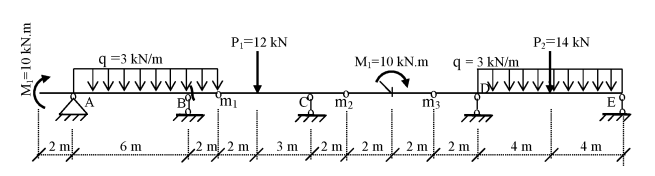 P₁=12 kN
P₂=14 kN
M₁=10 kN.m
q =3 kN/m
M₁=10 kN.m
q = 3 kN/m
A
B
m₁
C
m₂
m₃
D
E
2 m 6 m 2 m 2 m 3 m 2 m 2 m 2 m 2 m 4 m 4 m